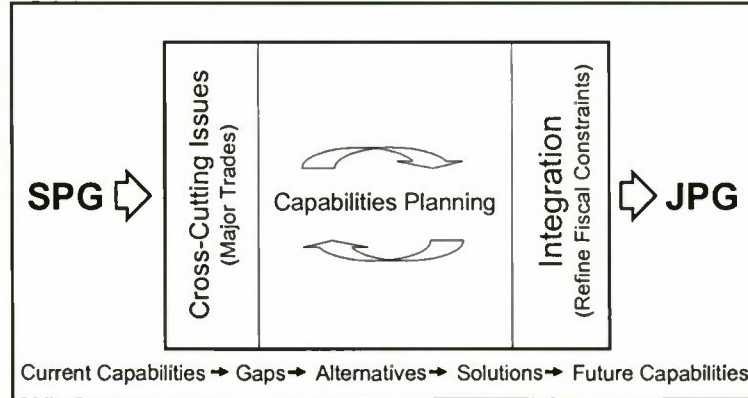 SPG
Cross-Cutting Issues
(Major Trades)
Capabilities Planning
Integration
(Refine Fiscal Constraints)
JPG
Current Capabilities → Gaps → Alternatives → Solutions → Future Capabilities